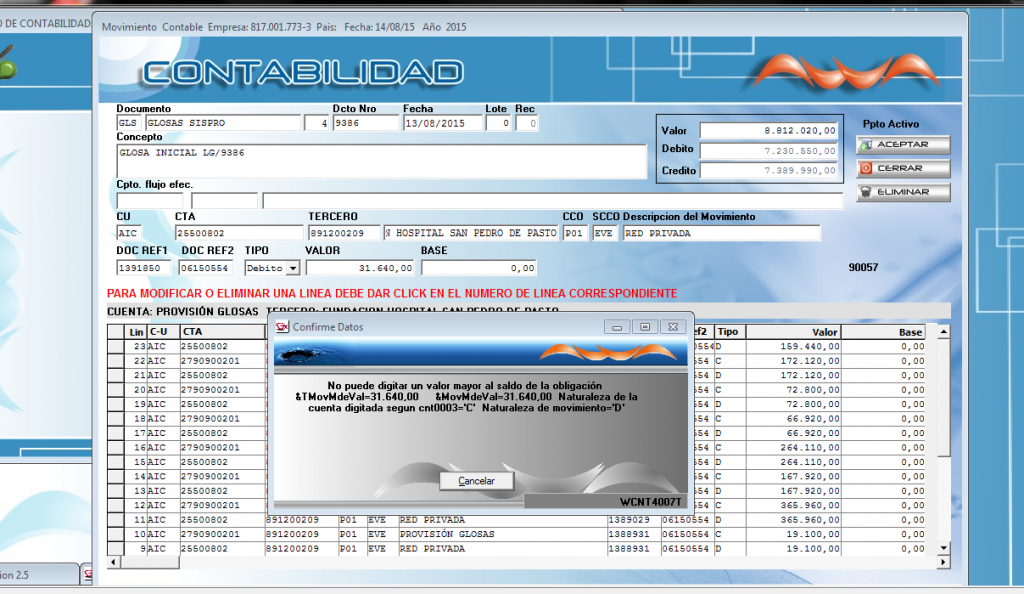 O DE CONTABILIDAD
Movimiento Contable Empresa: 817.001.773-3 Pais: Fecha: 14/08/15 Año 2015
CONTABILIDAD
Documento Dcto Nro Fecha Lote Rec
GLS GLOSAS SISPRO 4 9386 13/08/2015 0 0
Concepto
GLOSA INICIAL LG/9386
Valor 8.812.020,00
Debito 7.230.550,00
Credito 7.389.990,00
Ppto Activo
ACEPTAR
CERRAR
ELIMINAR
Cpto. flujo efec.
CU CTA TERCERO CCO SCCO Descripcion del Movimiento
AIC 25500802 891200209 N HOSPITAL SAN PEDRO DE PASTO P01 EVE RED PRIVADA
DOC REF1 DOC REF2 TIPO VALOR BASE
1391850 06150554 Debito 31.640,00 0,00
90057
PARA MODIFICAR O ELIMINAR UNA LINEA DEBE DAR CLICK EN EL NUMERO DE LINEA CORRESPONDIENTE
CUENTA: PROVISIÓN GLOSAS TERCERO: FUNDACION HOSPITAL SAN PEDRO DE PASTO
Lin C-U CTA ef2 Tipo Valor Base
23 AIC 25500802 0554 D 159.440,00 0,00
22 AIC 2790900201 554 C 172.120,00 0,00
21 AIC 25500802 554 D 172.120,00 0,00
20 AIC 2790900201 554 C 72.800,00 0,00
19 AIC 25500802 554 D 72.800,00 0,00
18 AIC 2790900201 554 C 66.920,00 0,00
17 AIC 25500802 554 D 66.920,00 0,00
16 AIC 2790900201 554 C 264.110,00 0,00
15 AIC 25500802 554 D 264.110,00 0,00
14 AIC 2790900201 554 C 167.920,00 0,00
13 AIC 25500802 554 D 167.920,00 0,00
12 AIC 2790900201 554 C 365.960,00 0,00
11 AIC 25500802 891200209 P01 EVE RED PRIVADA 1389029 06150554 D 365.960,00 0,00
10 AIC 2790900201 891200209 P01 EVE PROVISIÓN GLOSAS 1388931 06150554 C 19.100,00 0,00
9 AIC 25500802 891200209 P01 EVE RED PRIVADA 1388931 06150554 D 19.100,00 0,00
Confirme Datos
No puede digitar un valor mayor al saldo de la obligación
&TMovMdeVal=31.640,00 &MovMdeVal=31.640,00 Naturaleza de la
cuenta digitada segun cnt0003='C' Naturaleza de movimiento='D'
Cancelar
WCNT4007T
ion 2.5